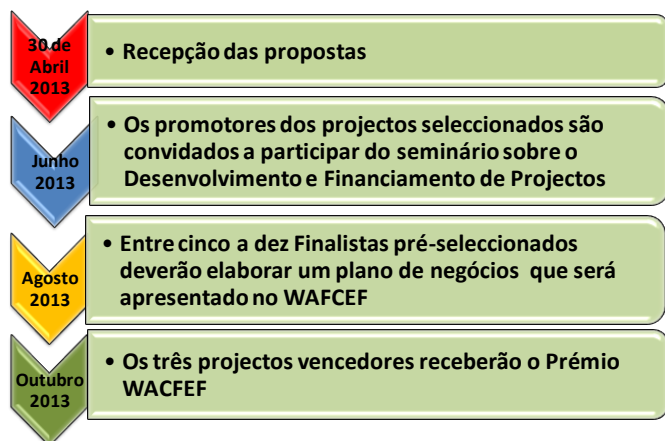 30 de
Abril
2013
• Recepção das propostas
Junho
2013
• Os promotores dos projectos seleccionados são
convidados a participar do seminário sobre o
Desenvolvimento e Financiamento de Projectos
Agosto
2013
• Entre cinco a dez Finalistas pré-seleccionados
deverão elaborar um plano de negócios que será
apresentado no WAFCEF
Outubro
2013
• Os três projectos vencedores receberão o Prémio
WACFEF